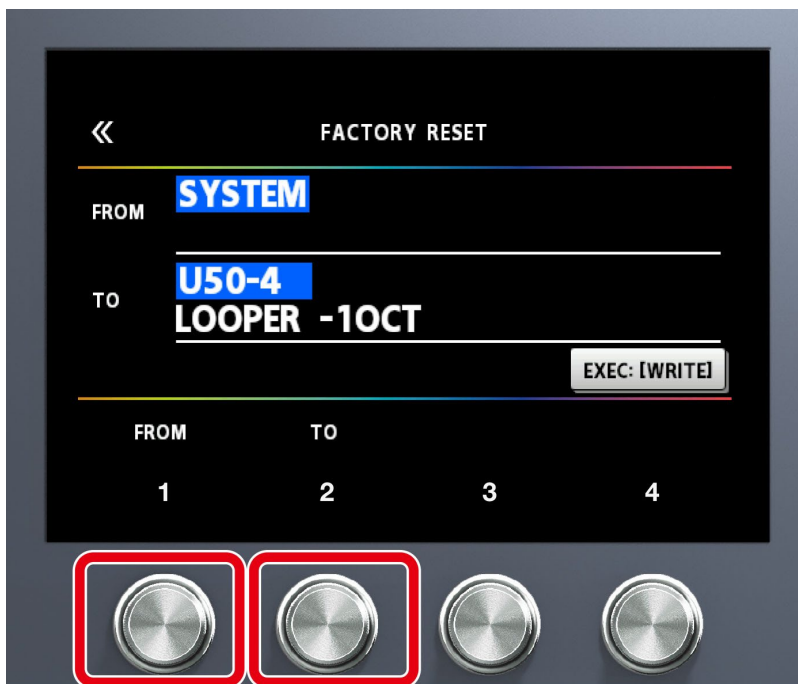 « FACTORY RESET
FROM SYSTEM
TO U50-4
LOOPER -1OCT
EXEC: [WRITE]
FROM TO
1 2 3 4